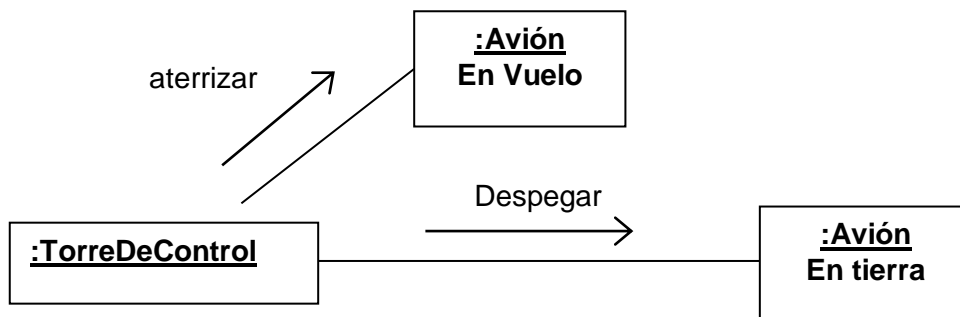 :Avión
En Vuelo
aterrizar
Despegar
:TorreDeControl
:Avión
En tierra